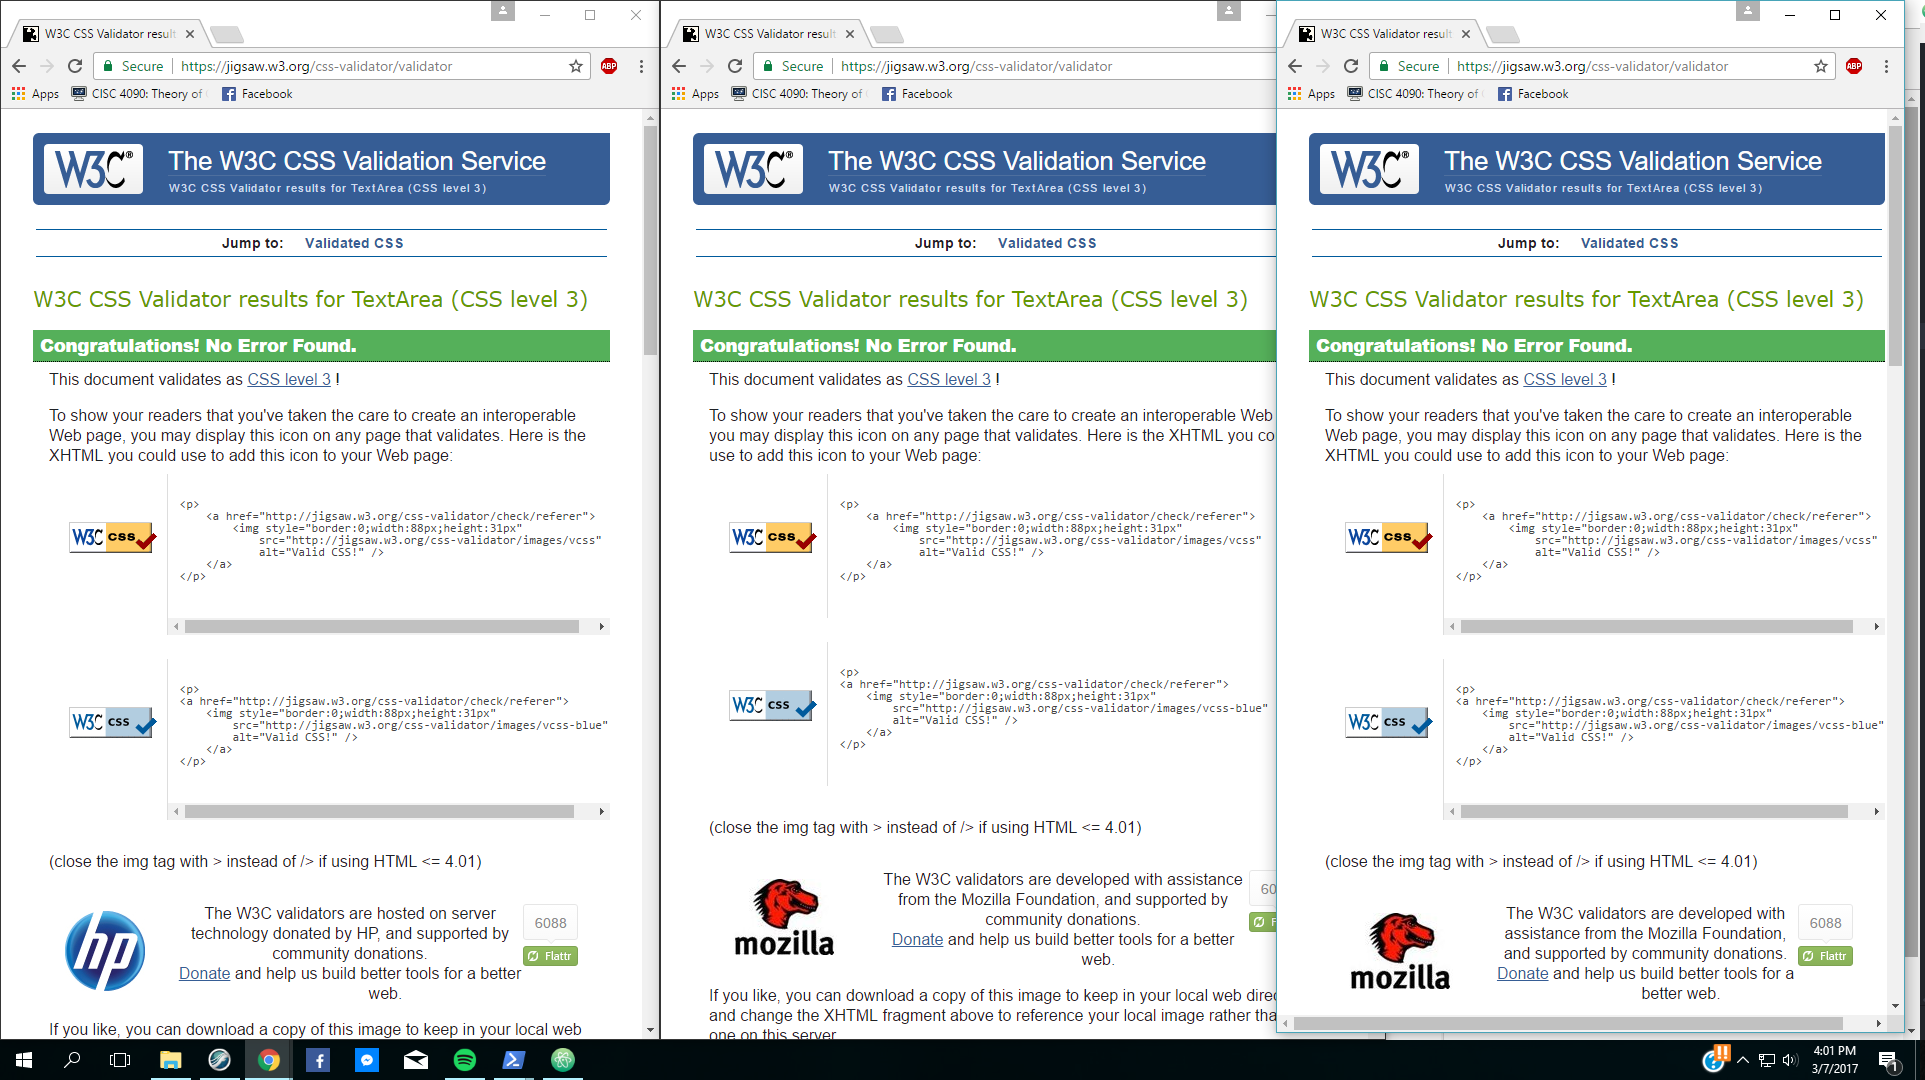 W3C CSS Validator result
Secure
https://jigsaw.w3.org/css-validator/validator
ABP
Apps
CISC 4090: Theory of
Facebook
W3C®
The W3C CSS Validation Service
W3C CSS Validator results for TextArea (CSS level 3)
Jump to:
Validated CSS
W3C CSS Validator results for TextArea (CSS level 3)
Congratulations! No Error Found.
This document validates as CSS level 3 !
To show your readers that you've taken the care to create an interoperable
Web page, you may display this icon on any page that validates. Here is the
XHTML you could use to add this icon to your Web page:
W3C css
<p>
<a href="http://jigsaw.w3.org/css-validator/check/referer">
<img style="border:0;width:88px;height:31px"
src="http://jigsaw.w3.org/css-validator/images/vcss"
alt="Valid CSS!" />
</a>
</p>
W3C css
<p>
<a href="http://jigsaw.w3.org/css-validator/check/referer">
<img style="border:0;width:88px;height:31px"
src="http://jigsaw.w3.org/css-validator/images/vcss-blue"
alt="Valid CSS!" />
</a>
</p>
(close the img tag with > instead of /> if using HTML <= 4.01)
hp
The W3C validators are hosted on server
technology donated by HP, and supported by
community donations.
Donate and help us build better tools for a better
web.
6088
Flattr
If you like, you can download a copy of this image to keep in your local web
W3C CSS Validator result
Secure
https://jigsaw.w3.org/css-validator/validator
Apps
CISC 4090: Theory of
Facebook
W3C®
The W3C CSS Validation Service
W3C CSS Validator results for TextArea (CSS level 3)
Jump to:
Validated CSS
W3C CSS Validator results for TextArea (CSS level 3)
Congratulations! No Error Found.
This document validates as CSS level 3 !
To show your readers that you've taken the care to create an interoperable Web
you may display this icon on any page that validates. Here is the XHTML you co
use to add this icon to your Web page:
W3C css
<p>
<a href="http://jigsaw.w3.org/css-validator/check/referer">
<img style="border:0;width:88px;height:31px"
src="http://jigsaw.w3.org/css-validator/images/vcss"
alt="Valid CSS!" />
</a>
</p>
W3C css
<p>
<a href="http://jigsaw.w3.org/css-validator/check/referer">
<img style="border:0;width:88px;height:31px"
src="http://jigsaw.w3.org/css-validator/images/vcss-blue"
alt="Valid CSS!" />
</a>
</p>
(close the img tag with > instead of /> if using HTML <= 4.01)
mozilla
The W3C validators are developed with assistance
from the Mozilla Foundation, and supported by
community donations.
Donate and help us build better tools for a better
web.
60
F
If you like, you can download a copy of this image to keep in your local web direc
and change the XHTML fragment above to reference your local image rather tha
one on this server.
W3C CSS Validator result
Secure
https://jigsaw.w3.org/css-validator/validator
ABP
Apps
CISC 4090: Theory of
Facebook
W3C®
The W3C CSS Validation Service
W3C CSS Validator results for TextArea (CSS level 3)
Jump to:
Validated CSS
W3C CSS Validator results for TextArea (CSS level 3)
Congratulations! No Error Found.
This document validates as CSS level 3 !
To show your readers that you've taken the care to create an interoperable
Web page, you may display this icon on any page that validates. Here is the
XHTML you could use to add this icon to your Web page:
W3C css
<p>
<a href="http://jigsaw.w3.org/css-validator/check/referer">
<img style="border:0;width:88px;height:31px"
src="http://jigsaw.w3.org/css-validator/images/vcss"
alt="Valid CSS!" />
</a>
</p>
W3C css
<p>
<a href="http://jigsaw.w3.org/css-validator/check/referer">
<img style="border:0;width:88px;height:31px"
src="http://jigsaw.w3.org/css-validator/images/vcss-blue"
alt="Valid CSS!" />
</a>
</p>
(close the img tag with > instead of /> if using HTML <= 4.01)
mozilla
The W3C validators are developed with
assistance from the Mozilla Foundation,
and supported by community donations.
Donate and help us build better tools for a
better web.
6088
Flattr
4:01 PM
3/7/2017
1